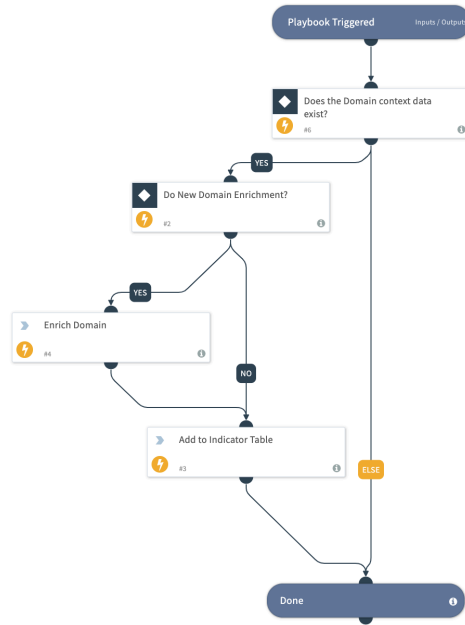 Playbook Triggered
Inputs / Outputs
Does the Domain context data
exist?
#6
YES
Do New Domain Enrichment?
#2
YES
Enrich Domain
#4
NO
Add to Indicator Table
#3
ELSE
Done